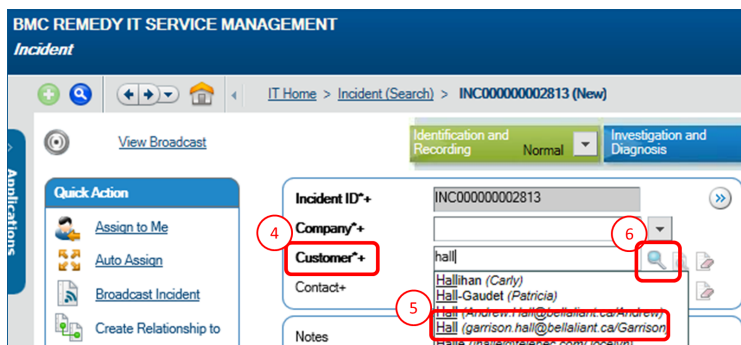 BMC REMEDY IT SERVICE MANAGEMENT
Incident
IT Home > Incident (Search) > INC000000002813 (New)
Applications
View Broadcast
Identification and
Recording
Normal
Investigation and
Diagnosis
Quick Action
Assign to Me
Auto Assign
Broadcast Incident
Create Relationship to
Incident ID*+
INC000000002813
4
Company*+
6
Customer*+
hall
Contact+
Hallihan (Carly)
Hall-Gaudet (Patricia)
Hall (Andrew.Hall@bellaliant.ca/Andrew)
5
Hall (garrison.hall@bellaliant.ca/Garrison)
Notes